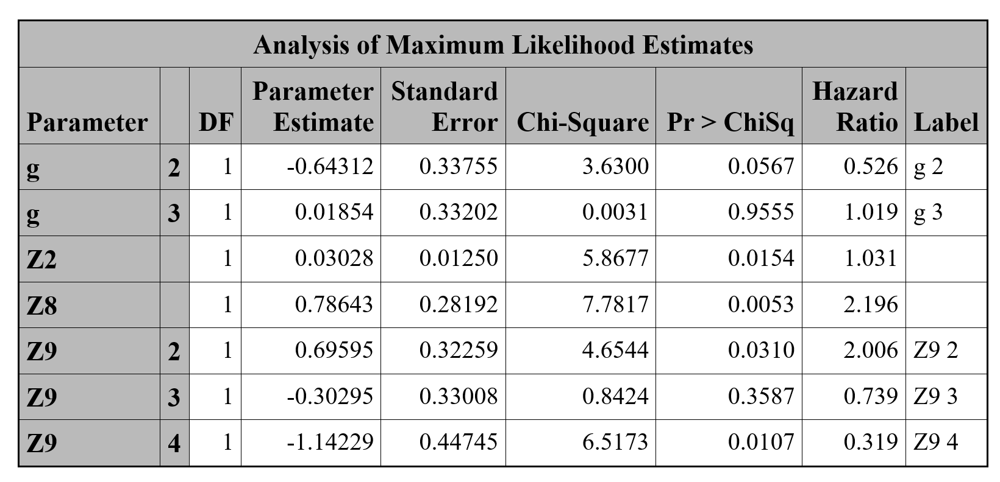 Analysis of Maximum Likelihood Estimates
Parameter DF Parameter Estimate Standard Error Chi-Square Pr > ChiSq Hazard Ratio Label
g 2 1 -0.64312 0.33755 3.6300 0.0567 0.526 g 2
g 3 1 0.01854 0.33202 0.0031 0.9555 1.019 g 3
Z2 1 0.03028 0.01250 5.8677 0.0154 1.031
Z8 1 0.78643 0.28192 7.7817 0.0053 2.196
Z9 2 1 0.69595 0.32259 4.6544 0.0310 2.006 Z9 2
Z9 3 1 -0.30295 0.33008 0.8424 0.3587 0.739 Z9 3
Z9 4 1 -1.14229 0.44745 6.5173 0.0107 0.319 Z9 4